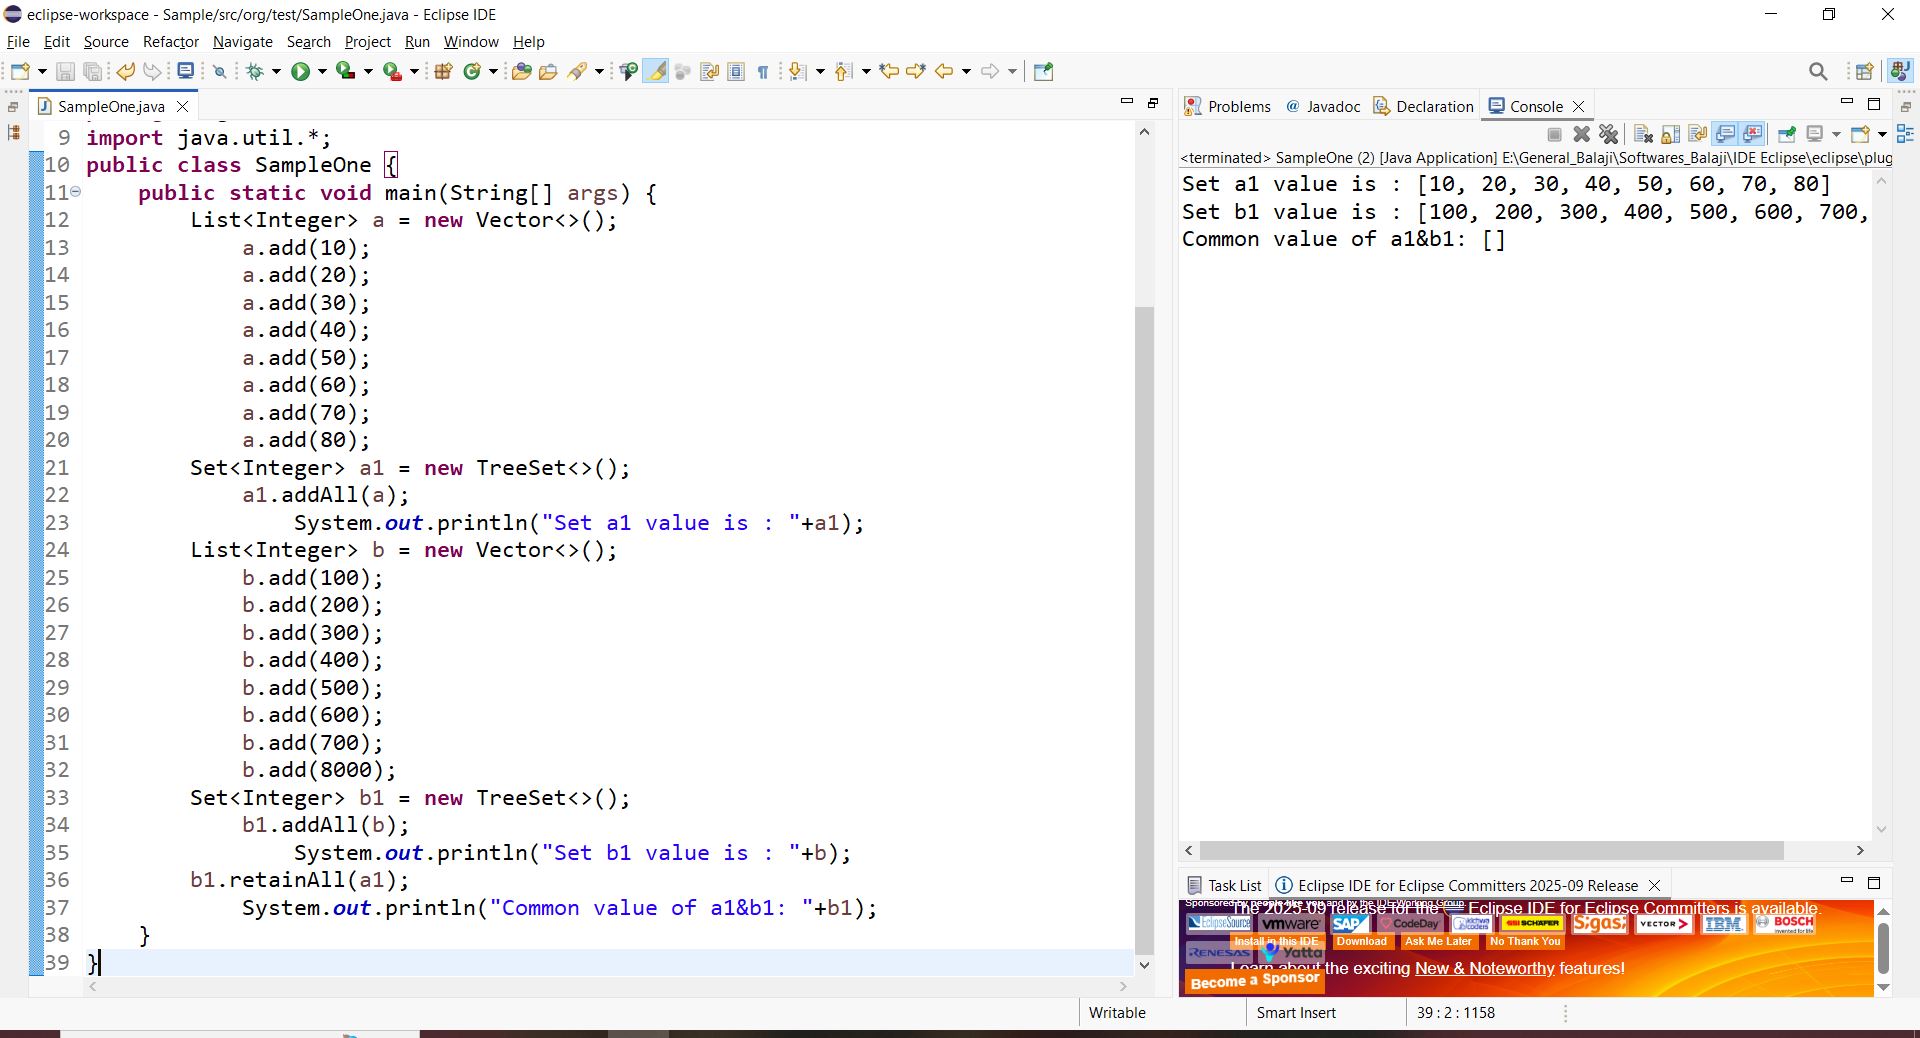 eclipse-workspace - Sample/src/org/test/SampleOne.java - Eclipse IDE
File Edit Source Refactor Navigate Search Project Run Window Help
SampleOne.java
9 import java.util.*;
10 public class SampleOne {
11 public static void main(String[] args) {
12 List<Integer> a = new Vector<>();
13 a.add(10);
14 a.add(20);
15 a.add(30);
16 a.add(40);
17 a.add(50);
18 a.add(60);
19 a.add(70);
20 a.add(80);
21 Set<Integer> a1 = new TreeSet<>();
22 a1.addAll(a);
23 System.out.println("Set a1 value is : "+a1);
24 List<Integer> b = new Vector<>();
25 b.add(100);
26 b.add(200);
27 b.add(300);
28 b.add(400);
29 b.add(500);
30 b.add(600);
31 b.add(700);
32 b.add(8000);
33 Set<Integer> b1 = new TreeSet<>();
34 b1.addAll(b);
35 System.out.println("Set b1 value is : "+b);
36 b1.retainAll(a1);
37 System.out.println("Common value of a1&b1: "+b1);
38 }
39 }
Problems @ Javadoc Declaration Console
<terminated> SampleOne (2) [Java Application] E:\General_Balaji\Softwares_Balaji\IDE Eclipse\eclipse\plug
Set a1 value is : [10, 20, 30, 40, 50, 60, 70, 80]
Set b1 value is : [100, 200, 300, 400, 500, 600, 700,
Common value of a1&b1: []
Task List Eclipse IDE for Eclipse Committers 2025-09 Release
Sponsored by people like you and by the IDE Working Group.
The 2025-09 release for the Eclipse IDE for Eclipse Committers is available.
EclipseSource vmware SAP CodeDay SCHAEFER sigasi VECTOR IBM BOSCH
Install in this IDE Download Ask Me Later No Thank You
RENESAS Yatta
Learn about the exciting New & Noteworthy features!
Become a Sponsor
Writable Smart Insert 39 : 2 : 1158